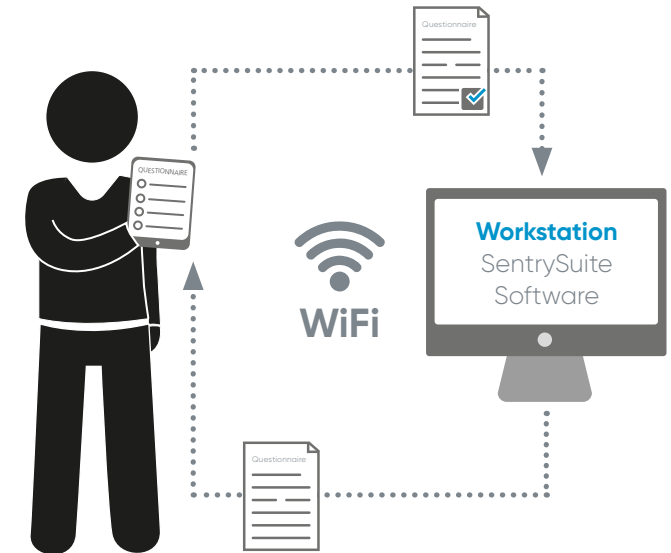 Questionnaire
QUESTIONNAIRE
Workstation
SentrySuite
Software
WiFi
Questionnaire